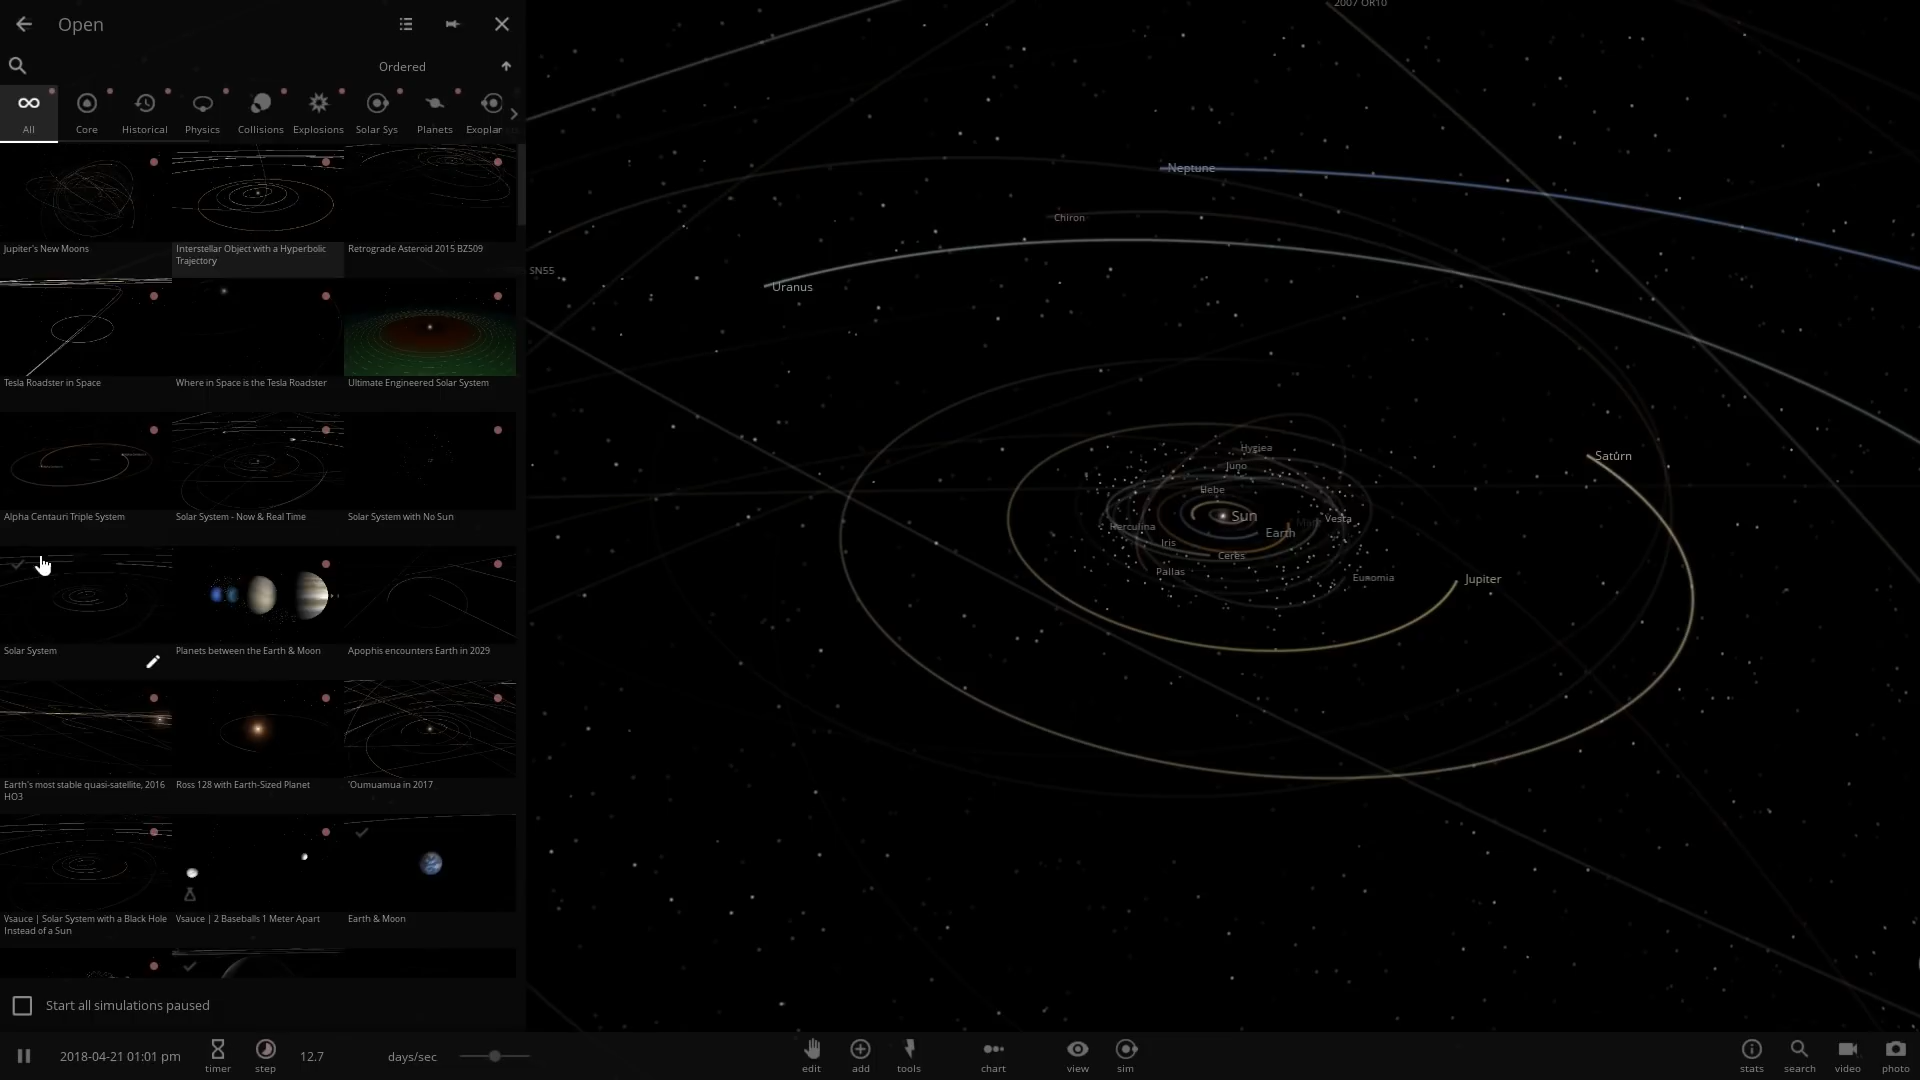 Open
Ordered
All
Core
Historical
Physics
Collisions
Explosions
Solar Sys
Planets
Exoplar
Jupiter's New Moons
Interstellar Object with a Hyperbolic
Trajectory
Retrograde Asteroid 2015 BZ509
Tesla Roadster in Space
Where in Space is the Tesla Roadster
Ultimate Engineered Solar System
Alpha Centauri Triple System
Solar System - Now & Real Time
Solar System with No Sun
Solar System
Planets between the Earth & Moon
Apophis encounters Earth in 2029
Earth's most stable quasi-satellite, 2016
HO3
Ross 128 with Earth-Sized Planet
'Oumuamua in 2017
Vsauce | Solar System with a Black Hole
Instead of a Sun
Vsauce | 2 Baseballs 1 Meter Apart
Earth & Moon
Start all simulations paused
2007 OR10
Neptune
Chiron
SN55
Uranus
Saturn
Hygiea
Juno
Hebe
Sun
Mars
Vesta
Herculina
Earth
Iris
Ceres
Pallas
Eunomia
Jupiter
2018-04-21 01:01 pm
timer
step
12.7
days/sec
edit
add
tools
chart
view
sim
stats
search
video
photo